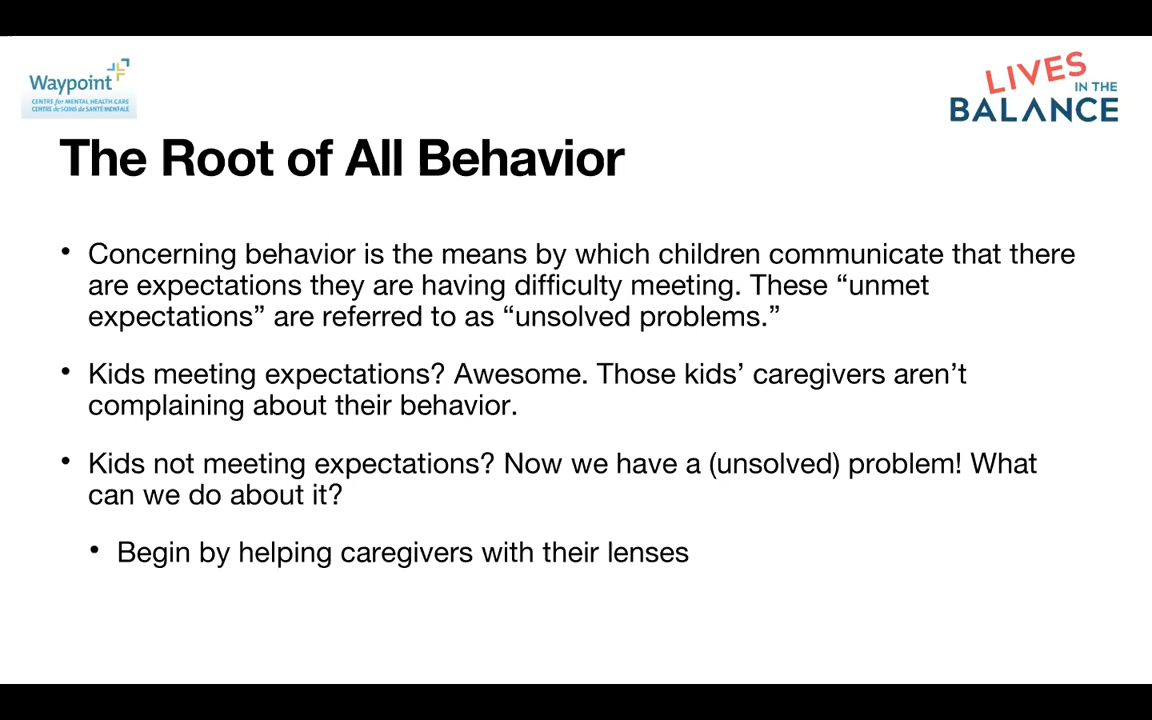 Waypoint
CENTRE for MENTAL HEALTH CARE
CENTRE de SOINS de SANTÉ MENTALE
LIVES
IN THE
BALANCE
The Root of All Behavior
• Concerning behavior is the means by which children communicate that there
are expectations they are having difficulty meeting. These “unmet
expectations” are referred to as “unsolved problems.”
• Kids meeting expectations? Awesome. Those kids’ caregivers aren’t
complaining about their behavior.
• Kids not meeting expectations? Now we have a (unsolved) problem! What
can we do about it?
• Begin by helping caregivers with their lenses